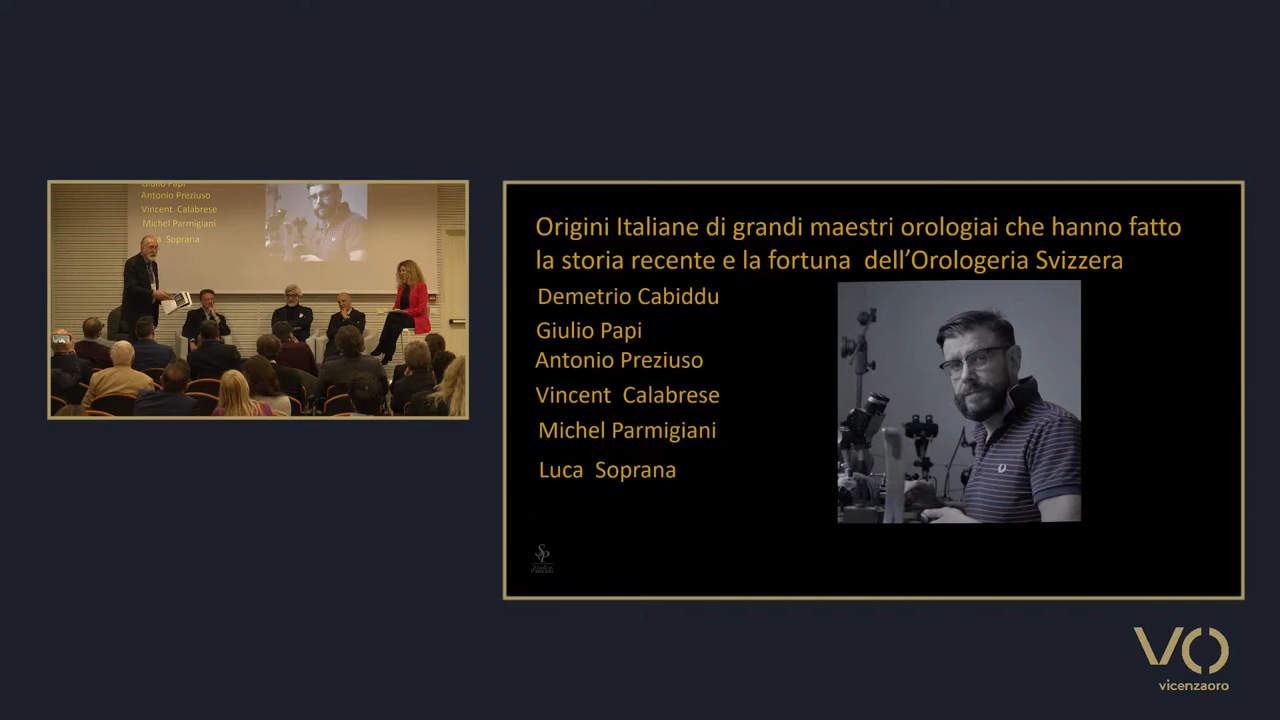 Giulio Papi
Antonio Preziuso
Vincent Calabrese
Michel Parmigiani
Soprana
Origini Italiane di grandi maestri orologiai che hanno fatto
la storia recente e la fortuna dell’Orologeria Svizzera
Demetrio Cabiddu
Giulio Papi
Antonio Preziuso
Vincent Calabrese
Michel Parmigiani
Luca Soprana
SP
VO
vicenzaoro